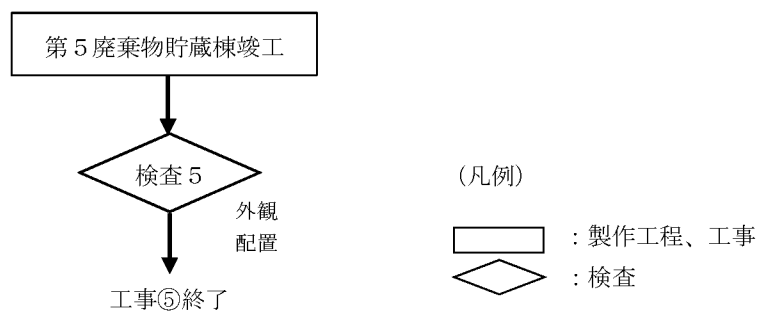 第５廃棄物貯蔵棟竣工
検査５
外観
配置
工事⑤終了
（凡例）
：製作工程、工事
：検査